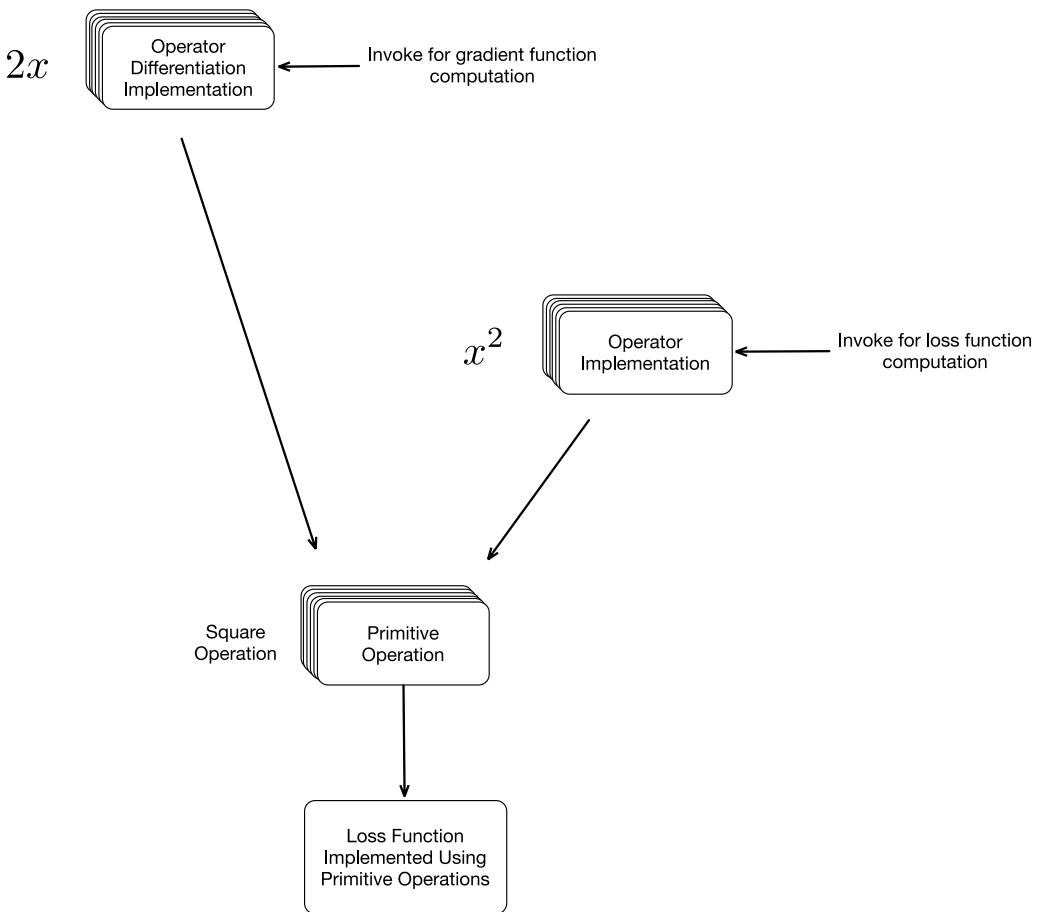 2x
Operator
Differentiation
Implementation
Invoke for gradient function
computation
x²
Operator
Implementation
Invoke for loss function
computation
Square
Operation
Primitive
Operation
Loss Function
Implemented Using
Primitive Operations